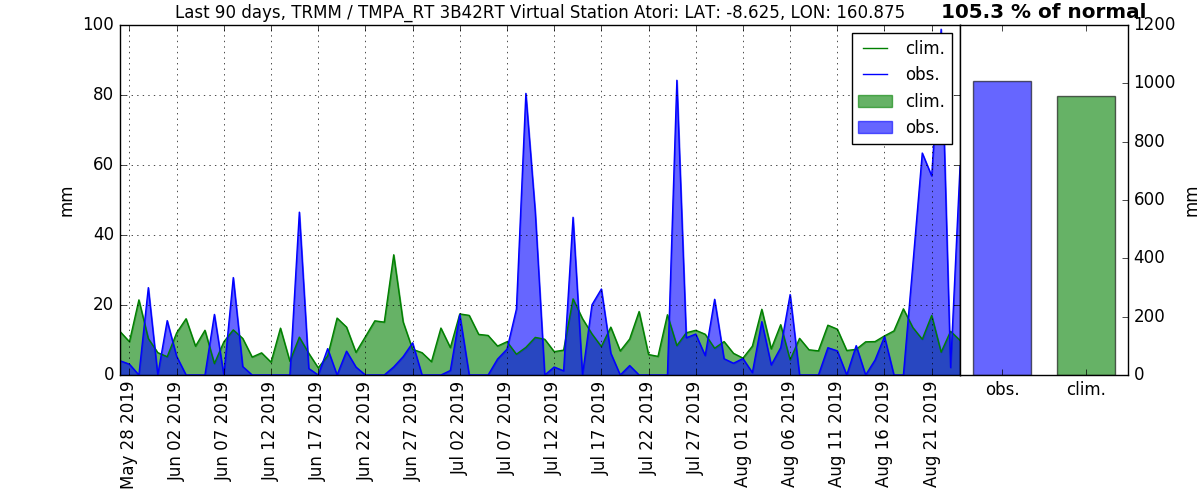 Last 90 days, TRMM / TMPA_RT 3B42RT Virtual Station Atori: LAT: -8.625, LON: 160.875
105.3 % of normal
100
80
60
40
20
0
mm
clim.
obs.
clim.
obs.
1200
1000
800
600
400
200
0
mm
obs.
clim.
May 28 2019
Jun 02 2019
Jun 07 2019
Jun 12 2019
Jun 17 2019
Jun 22 2019
Jun 27 2019
Jul 02 2019
Jul 07 2019
Jul 12 2019
Jul 17 2019
Jul 22 2019
Jul 27 2019
Aug 01 2019
Aug 06 2019
Aug 11 2019
Aug 16 2019
Aug 21 2019